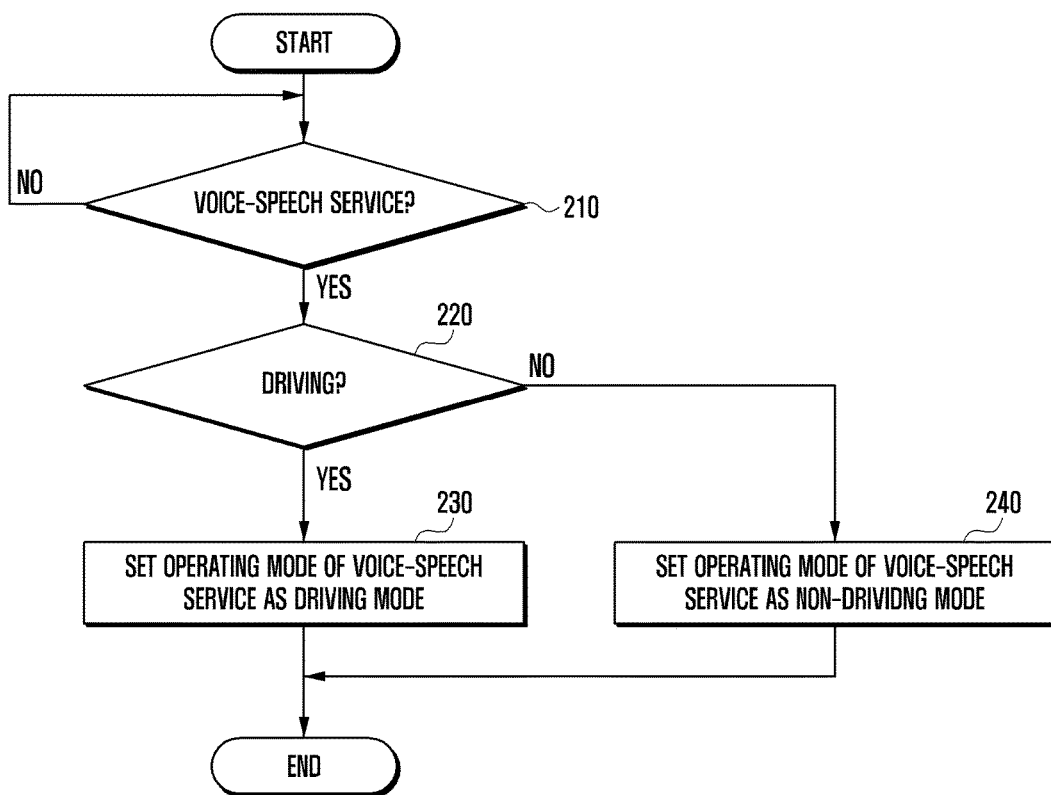 START
NO
VOICE-SPEECH SERVICE?
210
YES
220
DRIVING?
NO
YES
230
SET OPERATING MODE OF VOICE-SPEECH
SERVICE AS DRIVING MODE
240
SET OPERATING MODE OF VOICE-SPEECH
SERVICE AS NON-DRIVIDNG MODE
END